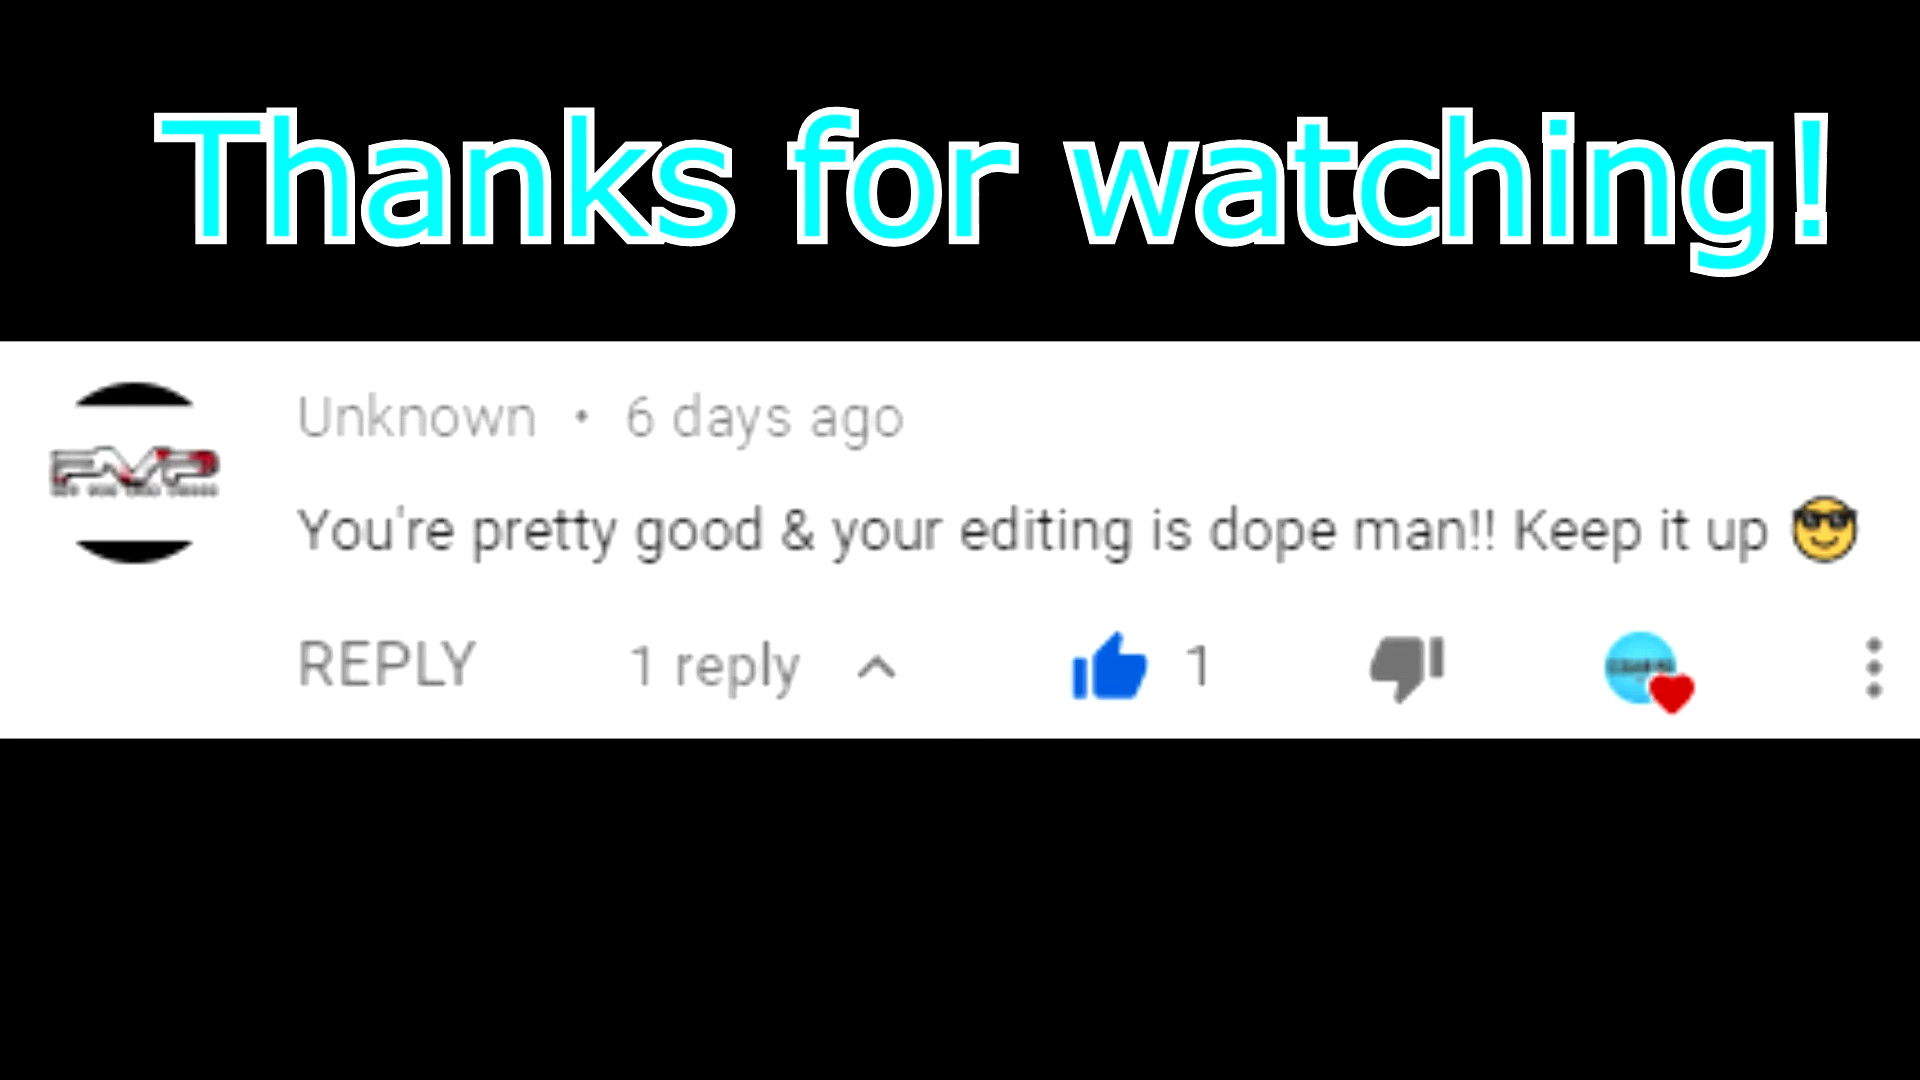 Thanks for watching!
Unknown • 6 days ago
You're pretty good & your editing is dope man!! Keep it up 😎
REPLY 1 reply 1